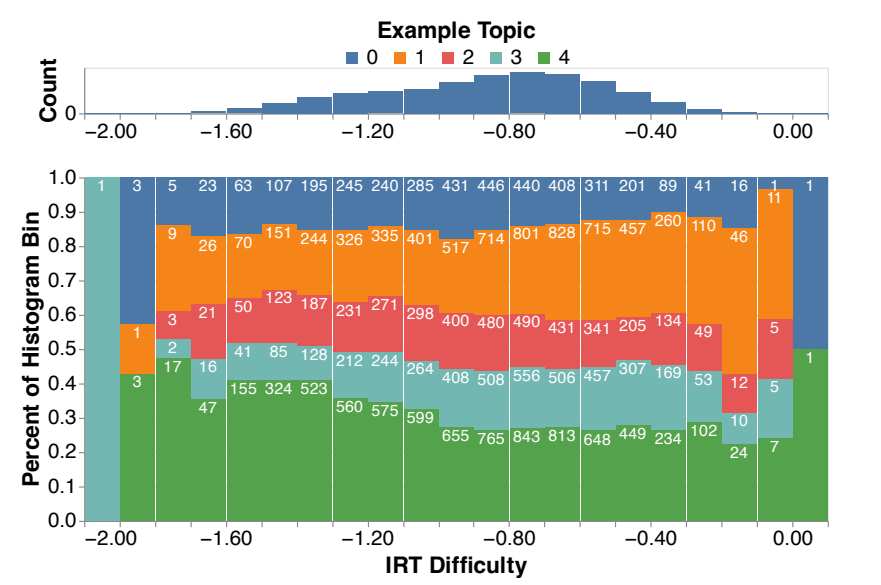 Example Topic
0 1 2 3 4
Count
0
−2.00 −1.60 −1.20 −0.80 −0.40 0.00
Percent of Histogram Bin
1.0
0.9
0.8
0.7
0.6
0.5
0.4
0.3
0.2
0.1
0.0
1 3 5 23 63 107 195 245 240 285 431 446 440 408 311 201 89 41 16 1 1
1 9 26 70 151 244 326 335 401 517 714 801 828 715 457 260 110 46 11
3 21 50 123 187 231 271 298 400 480 490 431 341 205 134 49 12 5
2 16 41 85 128 212 244 264 408 508 556 506 457 307 169 53 10 5
3 17 47 155 324 523 560 575 599 655 765 843 813 648 449 234 102 24 7 1
−2.00 −1.60 −1.20 −0.80 −0.40 0.00
IRT Difficulty